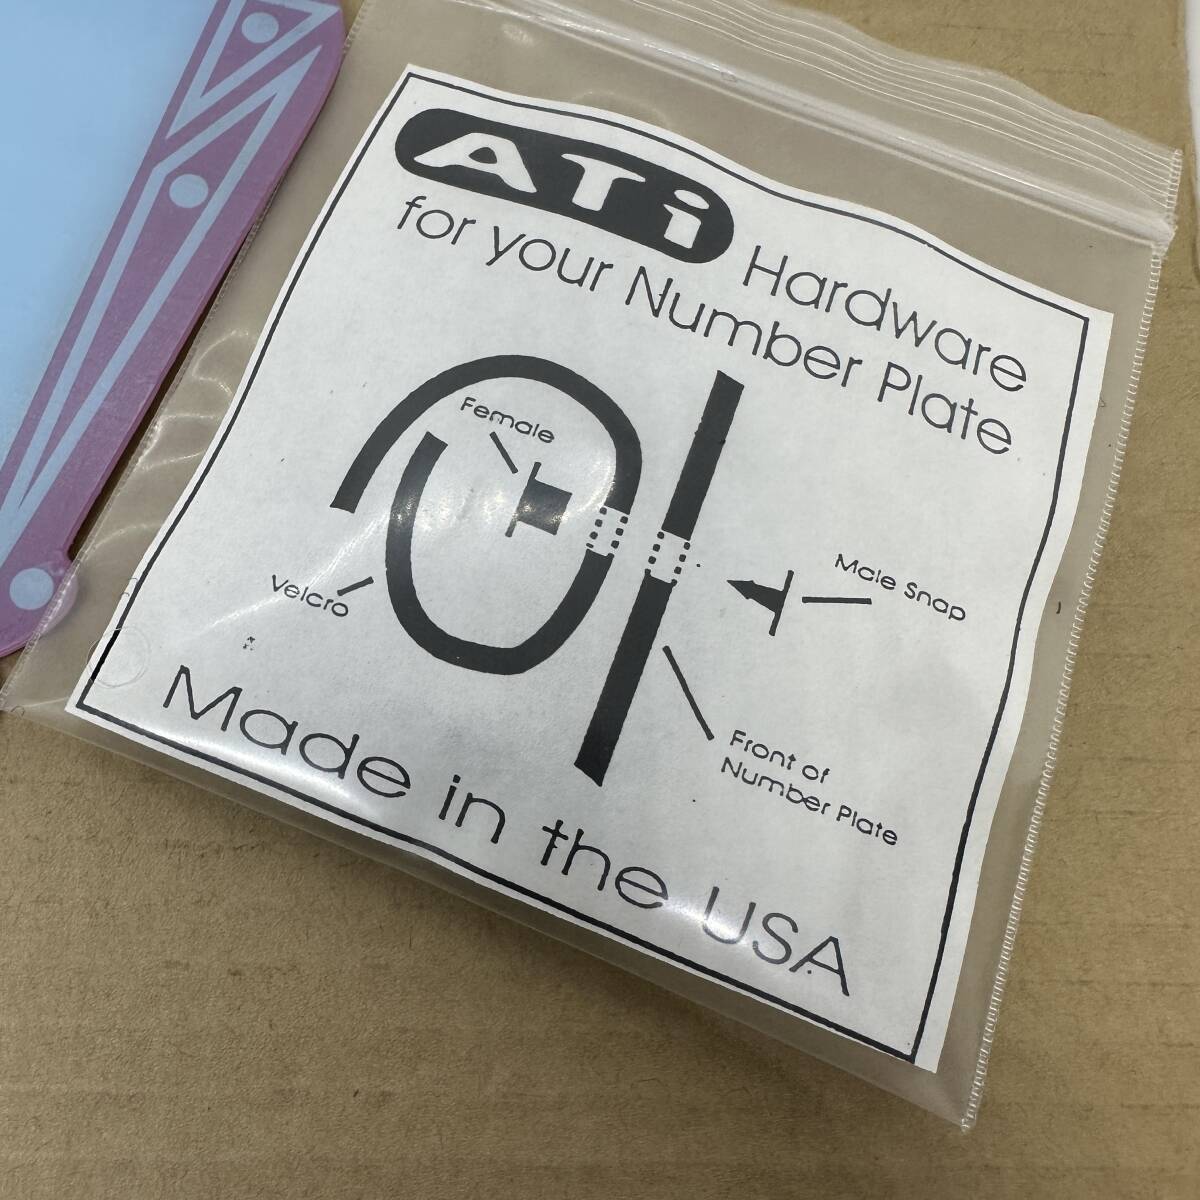 ATi Hardware
for your Number Plate
Female
Velcro
Male Snap
Front of
Number Plate
Made in the USA